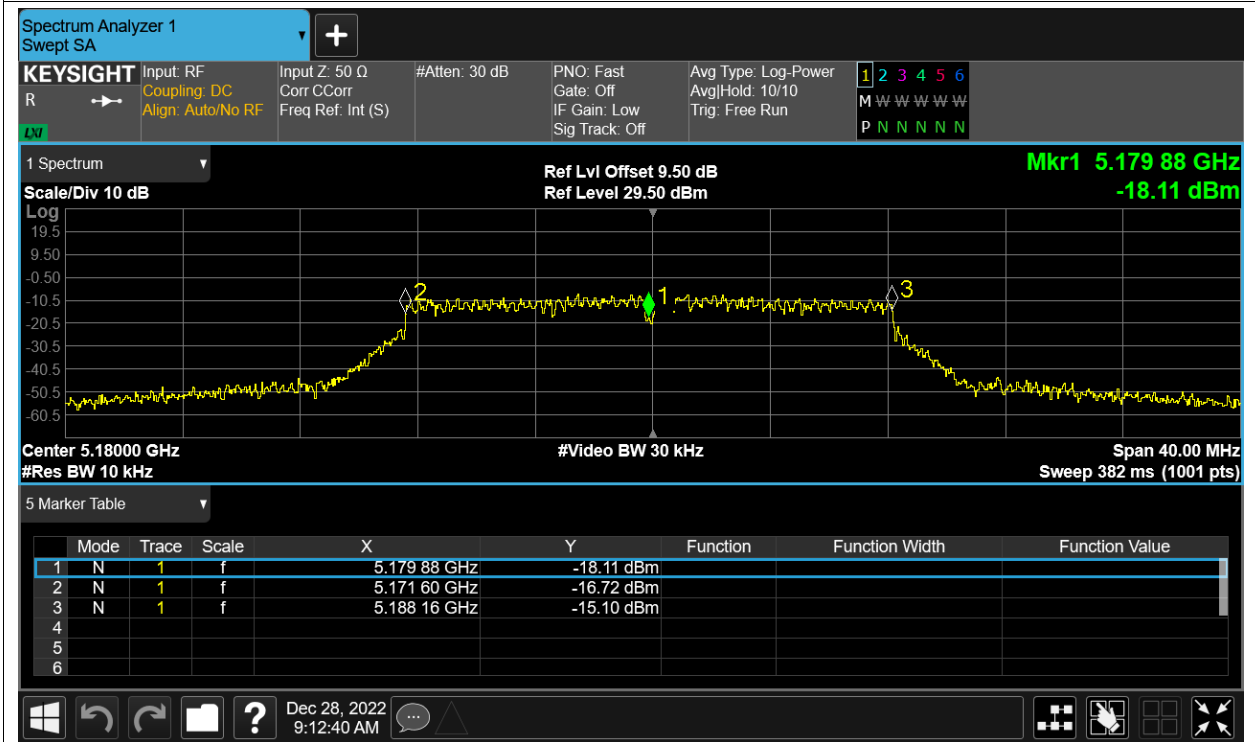 Spectrum Analyzer 1
Swept SA
KEYSIGHT
R
LXI
Input: RF
Coupling: DC
Align: Auto/No RF
Input Z: 50 Ω
Corr CCorr
Freq Ref: Int (S)
#Atten: 30 dB
PNO: Fast
Gate: Off
IF Gain: Low
Sig Track: Off
Avg Type: Log-Power
Avg|Hold: 10/10
Trig: Free Run
1 2 3 4 5 6
M W W W W W
P N N N N N
1 Spectrum
Scale/Div 10 dB
Ref Lvl Offset 9.50 dB
Ref Level 29.50 dBm
Mkr1 5.179 88 GHz
-18.11 dBm
Log
19.5
9.50
-0.50
-10.5
-20.5
-30.5
-40.5
-50.5
-60.5
2
1
3
Center 5.18000 GHz
#Video BW 30 kHz
Span 40.00 MHz
#Res BW 10 kHz
Sweep 382 ms (1001 pts)
5 Marker Table
Mode Trace Scale X Y Function Function Width Function Value
1 N 1 f 5.179 88 GHz -18.11 dBm
2 N 1 f 5.171 60 GHz -16.72 dBm
3 N 1 f 5.188 16 GHz -15.10 dBm
4
5
6
?
Dec 28, 2022
9:12:40 AM